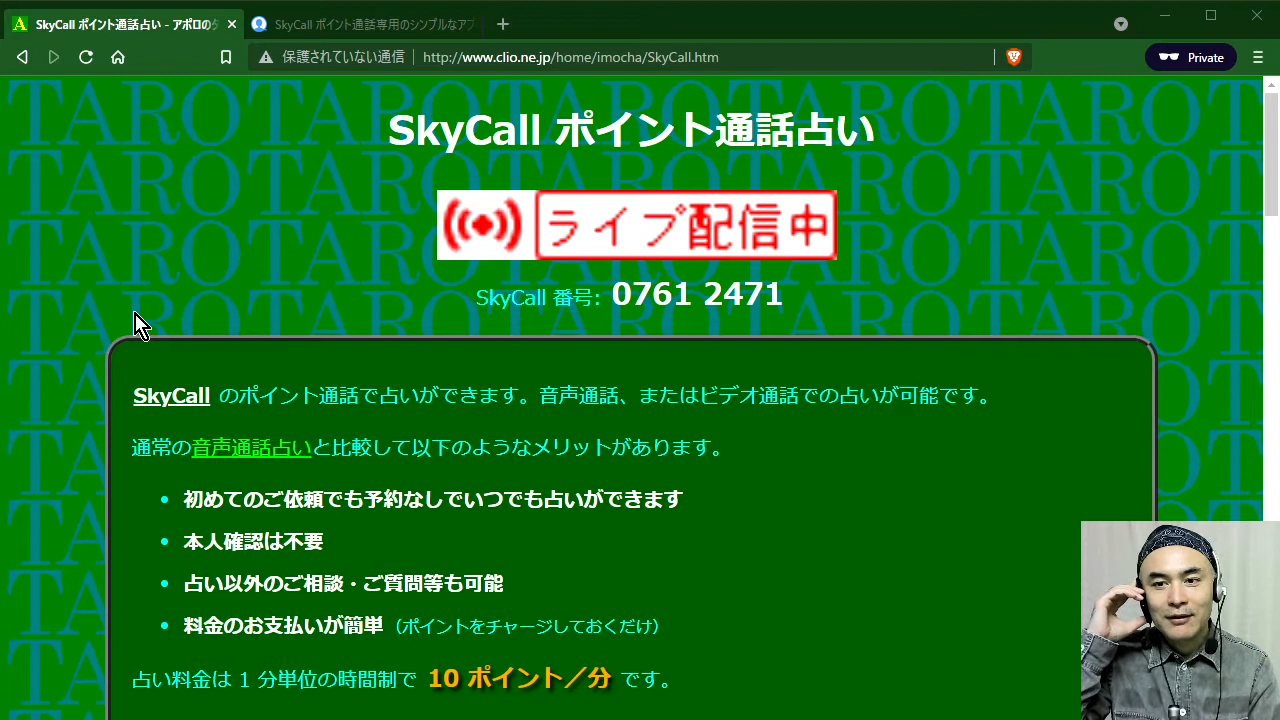 SkyCall ポイント通話占い - アポロのタ
SkyCall ポイント通話専用のシンプルなアプ
保護されていない通信
http://www.clio.ne.jp/home/imocha/SkyCall.htm
Private
SkyCall ポイント通話占い
ライブ配信中
SkyCall 番号: 0761 2471
SkyCall のポイント通話で占いができます。音声通話、またはビデオ通話での占いが可能です。
通常の音声通話占いと比較して以下のようなメリットがあります。
初めてのご依頼でも予約なしでいつでも占いができます
本人確認は不要
占い以外のご相談・ご質問等も可能
料金のお支払いが簡単 (ポイントをチャージしておくだけ)
占い料金は 1 分単位の時間制で 10 ポイント／分 です。
TAROTAROTAROTAROTAROTAROT